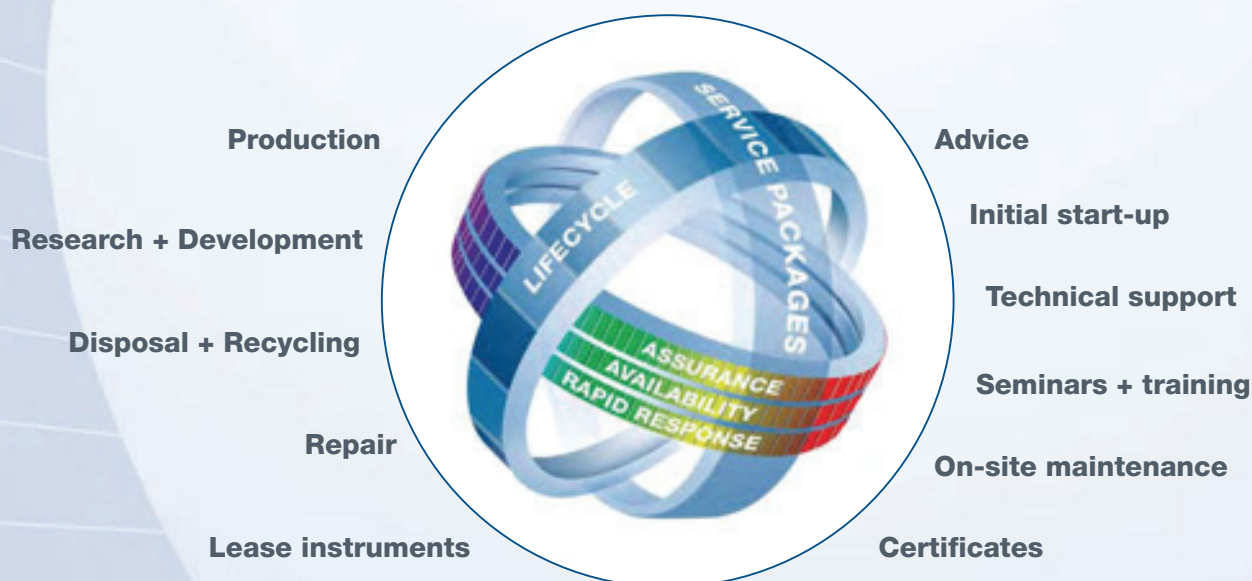 Production
Research + Development
Disposal + Recycling
Repair
Lease instruments
SERVICE PACKAGES
LIFECYCLE
ASSURANCE
AVAILABILITY
RAPID RESPONSE
Advice
Initial start-up
Technical support
Seminars + training
On-site maintenance
Certificates